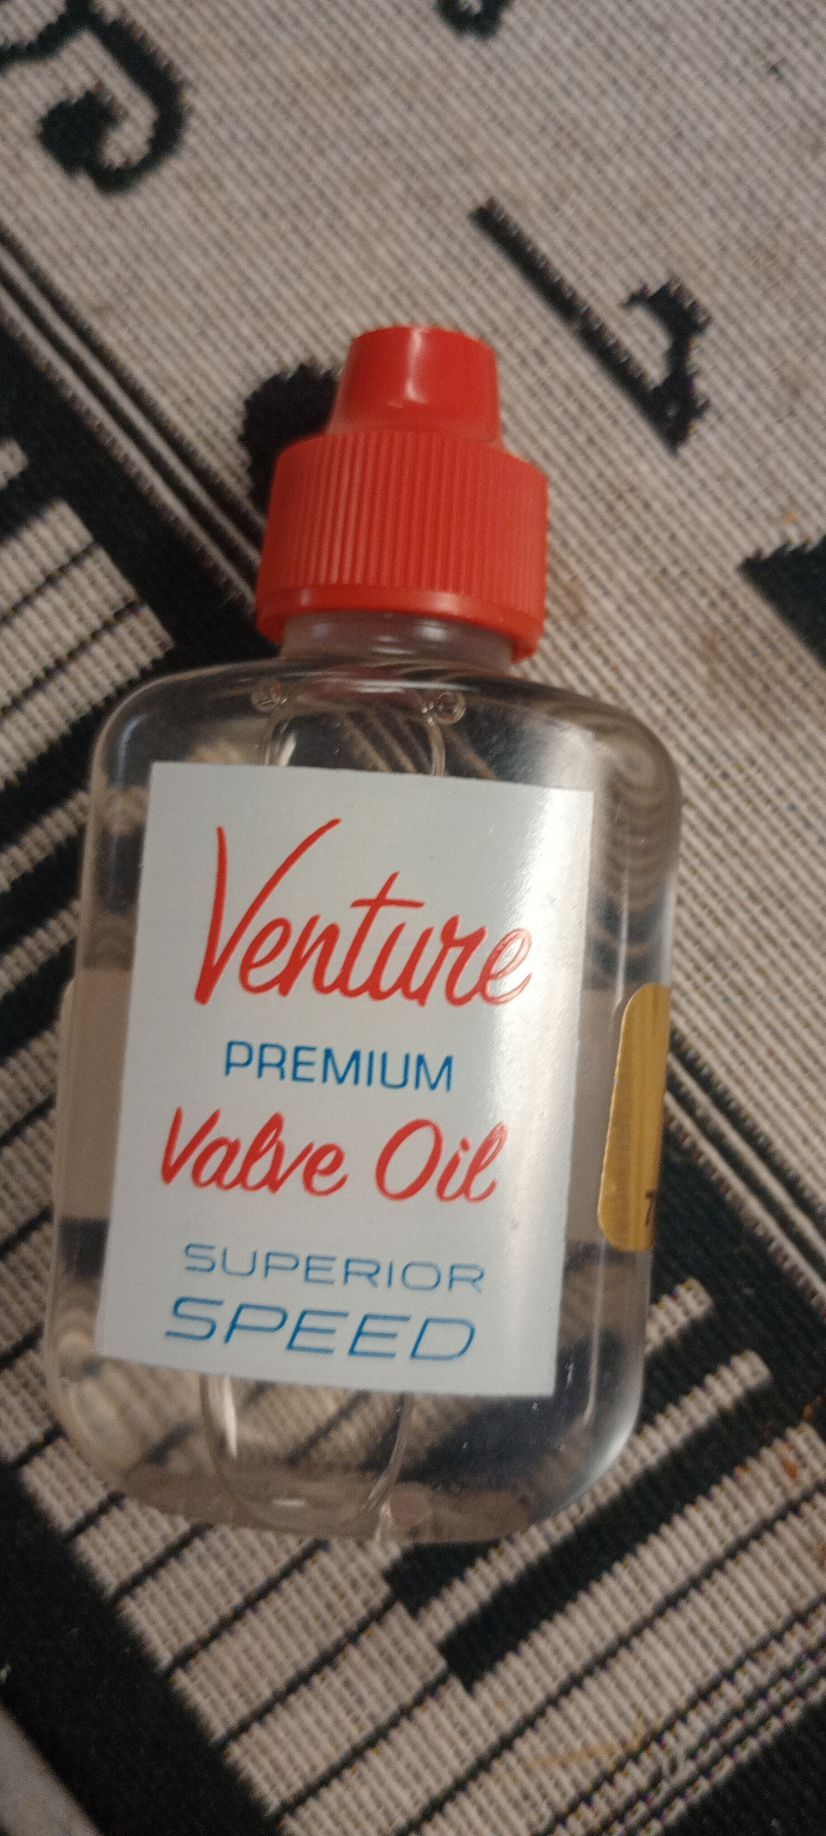 Venture
PREMIUM
Valve Oil
SUPERIOR
SPEED